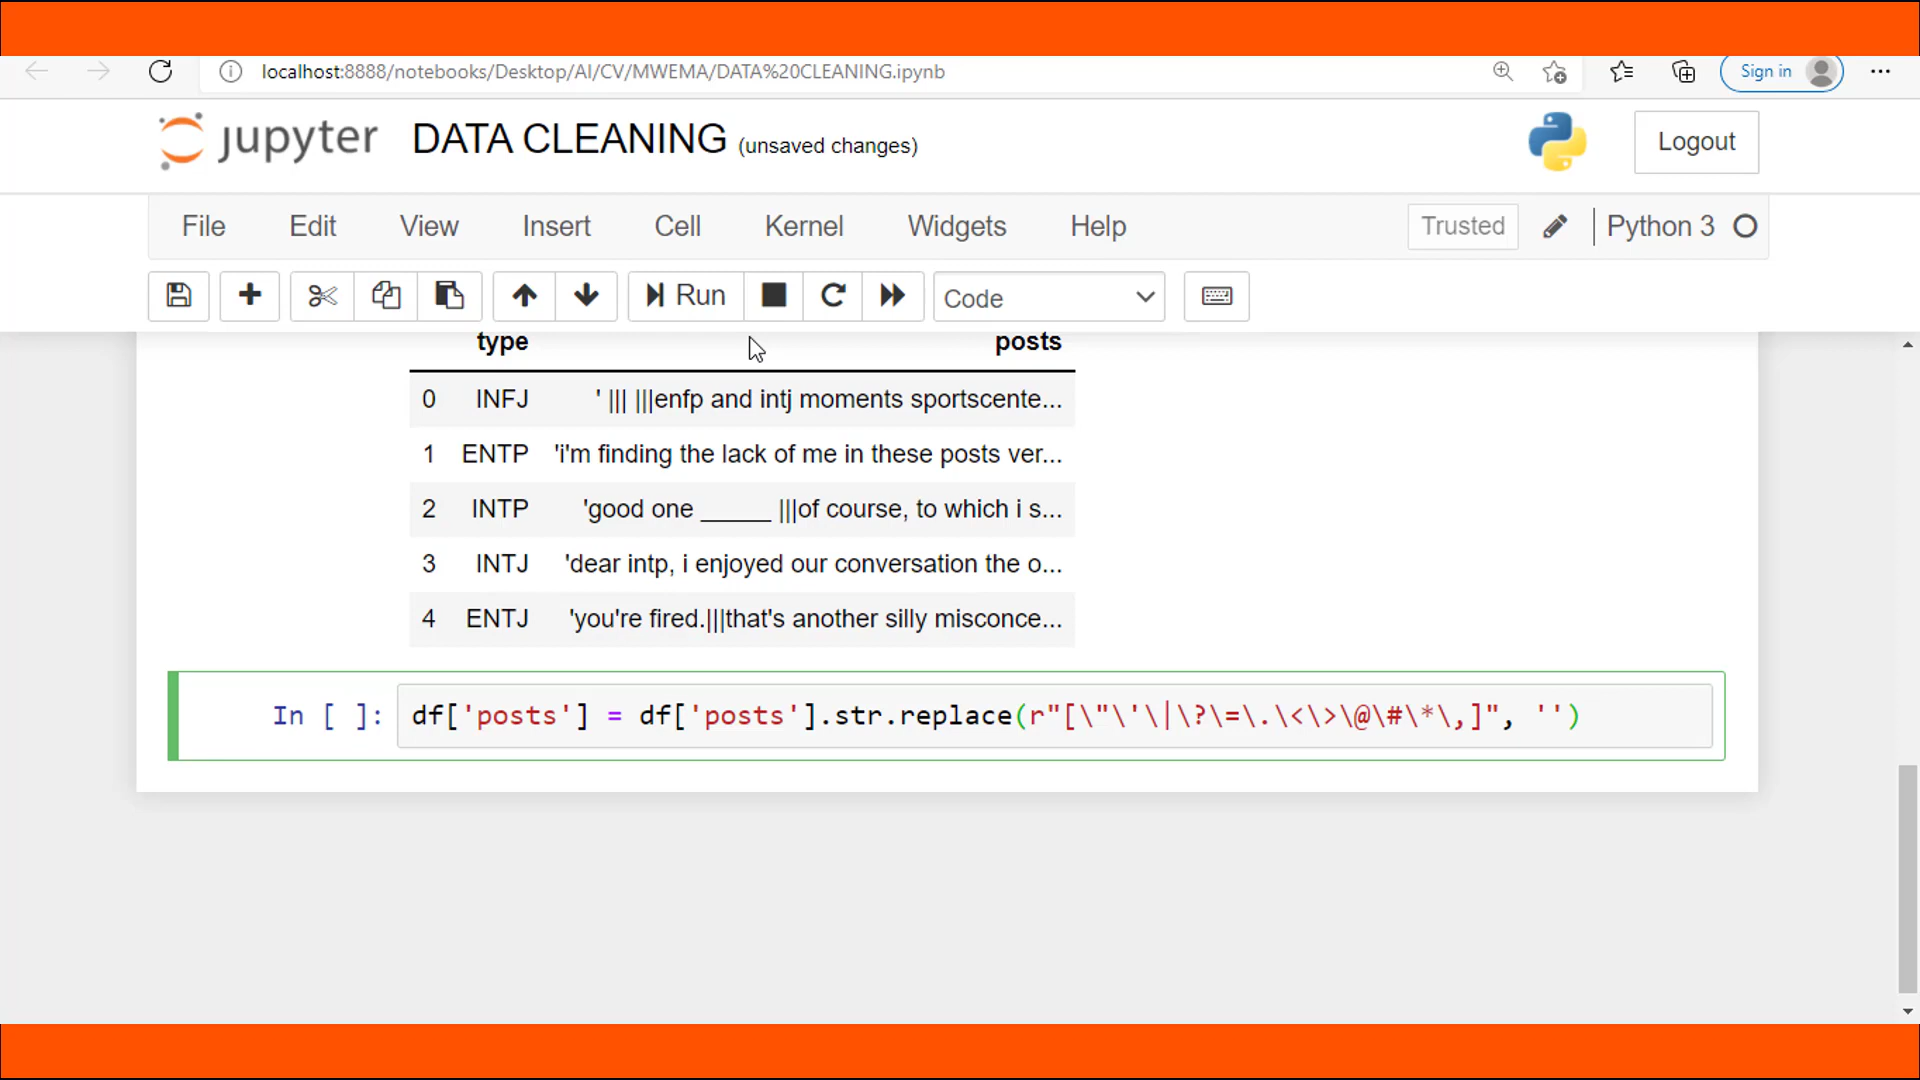 localhost:8888/notebooks/Desktop/AI/CV/MWEMA/DATA%20CLEANING.ipynb
Sign in
jupyter DATA CLEANING (unsaved changes)
Logout
File Edit View Insert Cell Kernel Widgets Help
Trusted
Python 3
Run
Code
type posts
0 INFJ ' ||| |||enfp and intj moments sportscente...
1 ENTP 'i'm finding the lack of me in these posts ver...
2 INTP 'good one _____ |||of course, to which i s...
3 INTJ 'dear intp, i enjoyed our conversation the o...
4 ENTJ 'you're fired.|||that's another silly misconce...
In [ ]: df['posts'] = df['posts'].str.replace(r"[\"\'\|\?\=\.\<\>\@\#\*\,]", '')